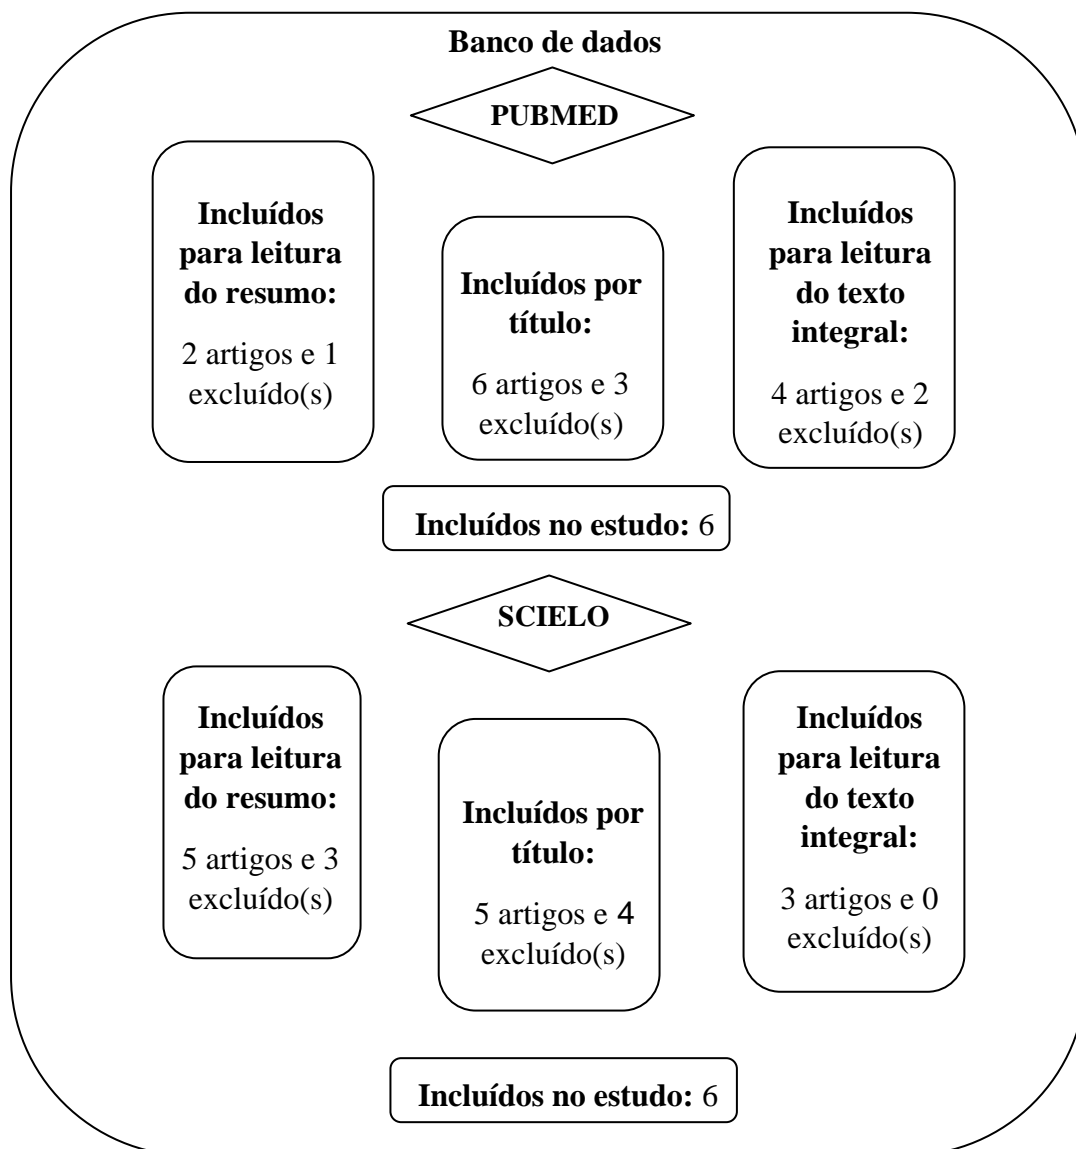 Banco de dados
PUBMED
Incluídos
para leitura
do resumo:
2 artigos e 1
excluído(s)
Incluídos por
título:
6 artigos e 3
excluído(s)
Incluídos
para leitura
do texto
integral:
4 artigos e 2
excluído(s)
Incluídos no estudo: 6
SCIELO
Incluídos
para leitura
do resumo:
5 artigos e 3
excluído(s)
Incluídos por
título:
5 artigos e 4
excluído(s)
Incluídos
para leitura
do texto
integral:
3 artigos e 0
excluído(s)
Incluídos no estudo: 6